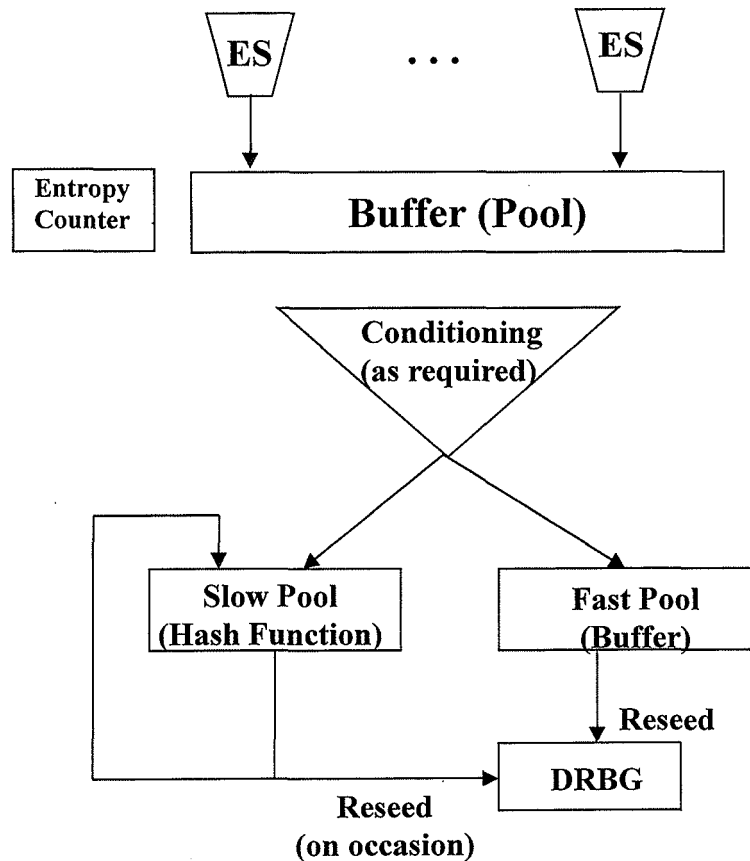 ES
. . .
ES
Entropy
Counter
Buffer (Pool)
Conditioning
(as required)
Slow Pool
(Hash Function)
Fast Pool
(Buffer)
Reseed
DRBG
Reseed
(on occasion)